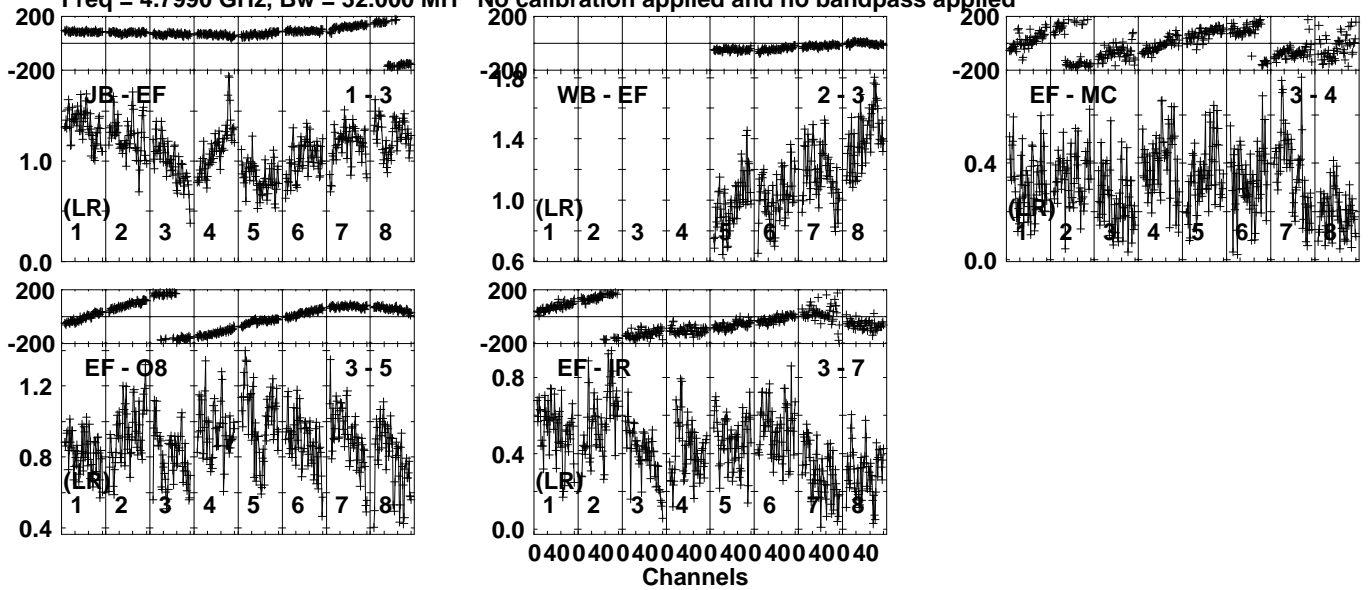 Freq = 4.7990 GHz, Bw = 32.000 MH No calibration applied and no bandpass applied
200
-200
JB - EF
1 - 3
1.0
(LR)
1 2 3 4 5 6 7 8
0.0
200
-200
1.8
WB - EF
2 - 3
1.4
1.0
(LR)
1 2 3 4 5 6 7 8
0.6
200
-200
EF - MC
3 - 4
0.4
(LR)
1 2 3 4 5 6 7 8
0.0
200
-200
EF - O8
3 - 5
1.2
0.8
(LR)
1 2 3 4 5 6 7 8
0.4
200
-200
EF - IR
3 - 7
0.8
0.4
(LR)
1 2 3 4 5 6 7 8
0.0
0 40 0 40 0 40 0 40 0 40 0 40 0 40 0 40
Channels